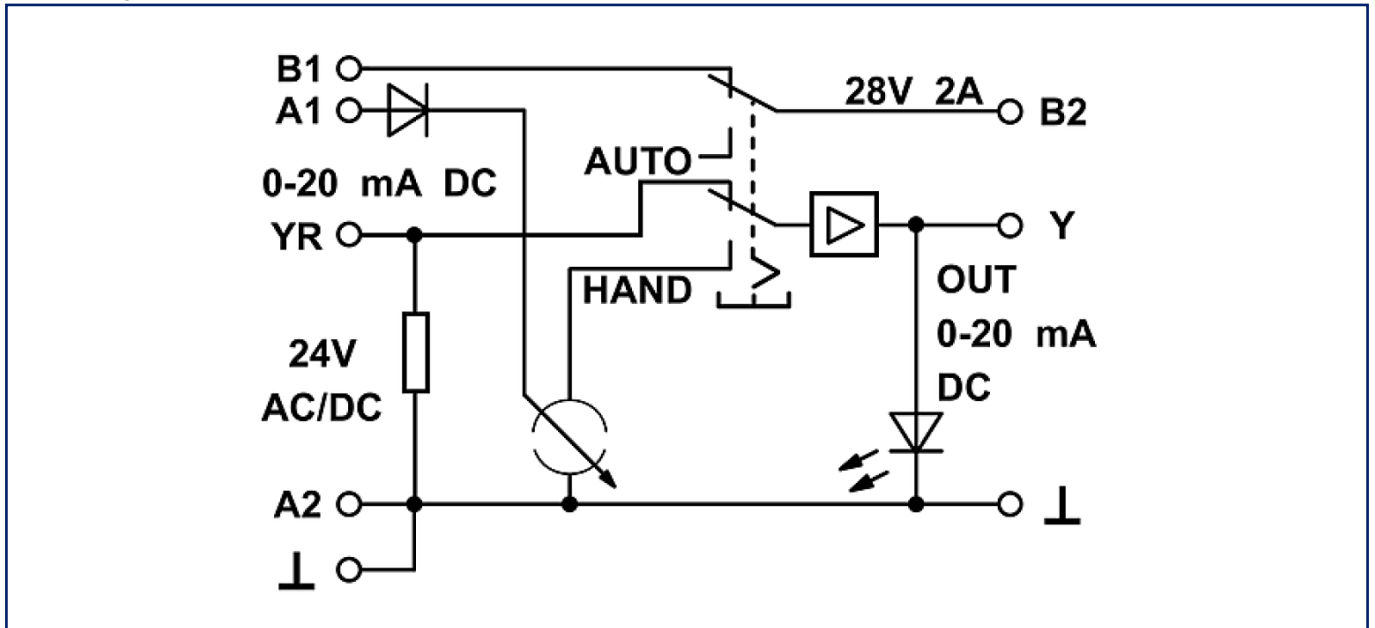 B1
28V 2A
A1
B2
AUTO
0-20 mA DC
YR
Y
HAND
OUT
24V
0-20 mA
AC/DC
DC
A2
⊥
⊥